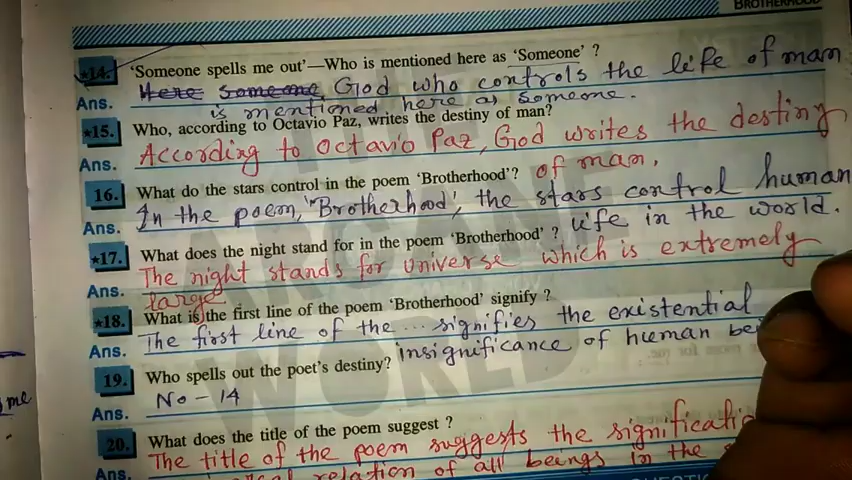 BROTHERHOOD
*14. 'Someone spells me out'—Who is mentioned here as 'Someone' ?
Ans. Here someone God who controls the life of man
is mentioned here as someone.
*15. Who, according to Octavio Paz, writes the destiny of man?
Ans. According to Octavio Paz, God writes the destiny
of man.
16. What do the stars control in the poem 'Brotherhood'?
Ans. In the poem, 'Brotherhood', the stars control human
life in the world.
*17. What does the night stand for in the poem 'Brotherhood' ?
Ans. The night stands for universe which is extremely
large
*18. What is the first line of the poem 'Brotherhood' signify ?
Ans. The first line of the ... signifies the existential
insignificance of human be
19. Who spells out the poet's destiny?
Ans. No - 14
20. What does the title of the poem suggest ?
Ans. The title of the poem suggests the significatio
relation of all beings in the
me
THE
ARCANE
WORLD